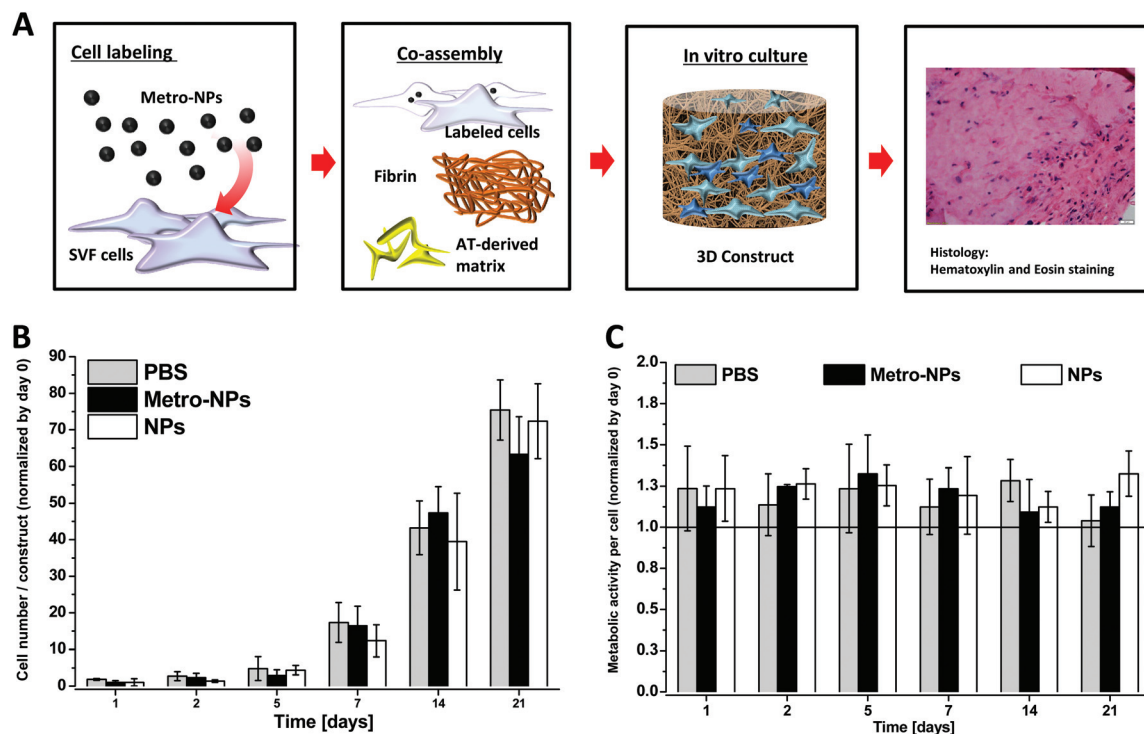 A
Cell labeling
Metro-NPs
SVF cells
Co-assembly
Labeled cells
Fibrin
AT-derived
matrix
In vitro culture
3D Construct
Histology:
Hematoxylin and Eosin staining
B
Cell number / construct (normalized by day 0)
90
80
75
70
60
50
40
30
20
10
0
PBS
Metro-NPs
NPs
1 2 5 7 14 21
Time [days]
C
Metabolic activity per cell (normalized by day 0)
2.0
1.8
1.5
1.3
1.0
0.8
0.5
0.3
0.0
PBS Metro-NPs NPs
1 2 5 7 14 21
Time [days]